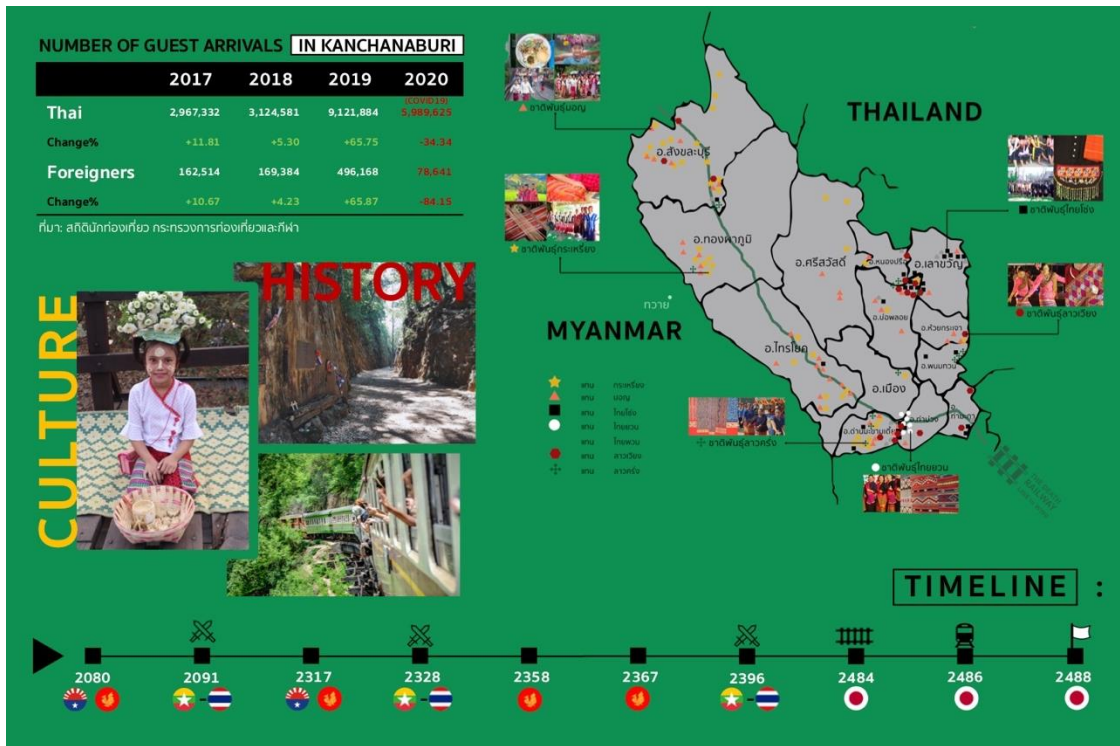 NUMBER OF GUEST ARRIVALS IN KANCHANABURI
2017 2018 2019 2020
(COVID19)
Thai 2,967,332 3,124,581 9,121,884 5,989,625
Change% +11.81 +5.30 +65.75 -34.34
Foreigners 162,514 169,384 496,168 78,641
Change% +10.67 +4.23 +65.87 -84.15
ที่มา: สถิตินักท่องเที่ยว กระทรวงการท่องเที่ยวและกีฬา
CULTURE
HISTORY
THAILAND
MYANMAR
ทวาย
ชาติพันธุ์มอญ
ชาติพันธุ์กระเหรี่ยง
ชาติพันธุ์ไทยโซ่ง
ชาติพันธุ์ลาวเวียง
ชาติพันธุ์ลาวครั่ง
ชาติพันธุ์ไทยยวน
อ.สังขละบุรี
อ.ทองผาภูมิ
อ.ศรีสวัสดิ์
อ.หนองปรือ
อ.เลาขวัญ
อ.บ่อพลอย
อ.ห้วยกระเจา
อ.พนมทวน
อ.ไทรโยค
อ.เมือง
อ.ด่านมะขามเตี้ย
อ.ท่าม่วง
แทน กระเหรี่ยง
แทน มอญ
แทน ไทยโซ่ง
แทน ไทยยวน
แทน ไทยพวน
แทน ลาวเวียง
แทน ลาวครั่ง
THE DEATH
RAILWAY
TIMELINE :
2080 2091 2317 2328 2358 2367 2396 2484 2486 2488